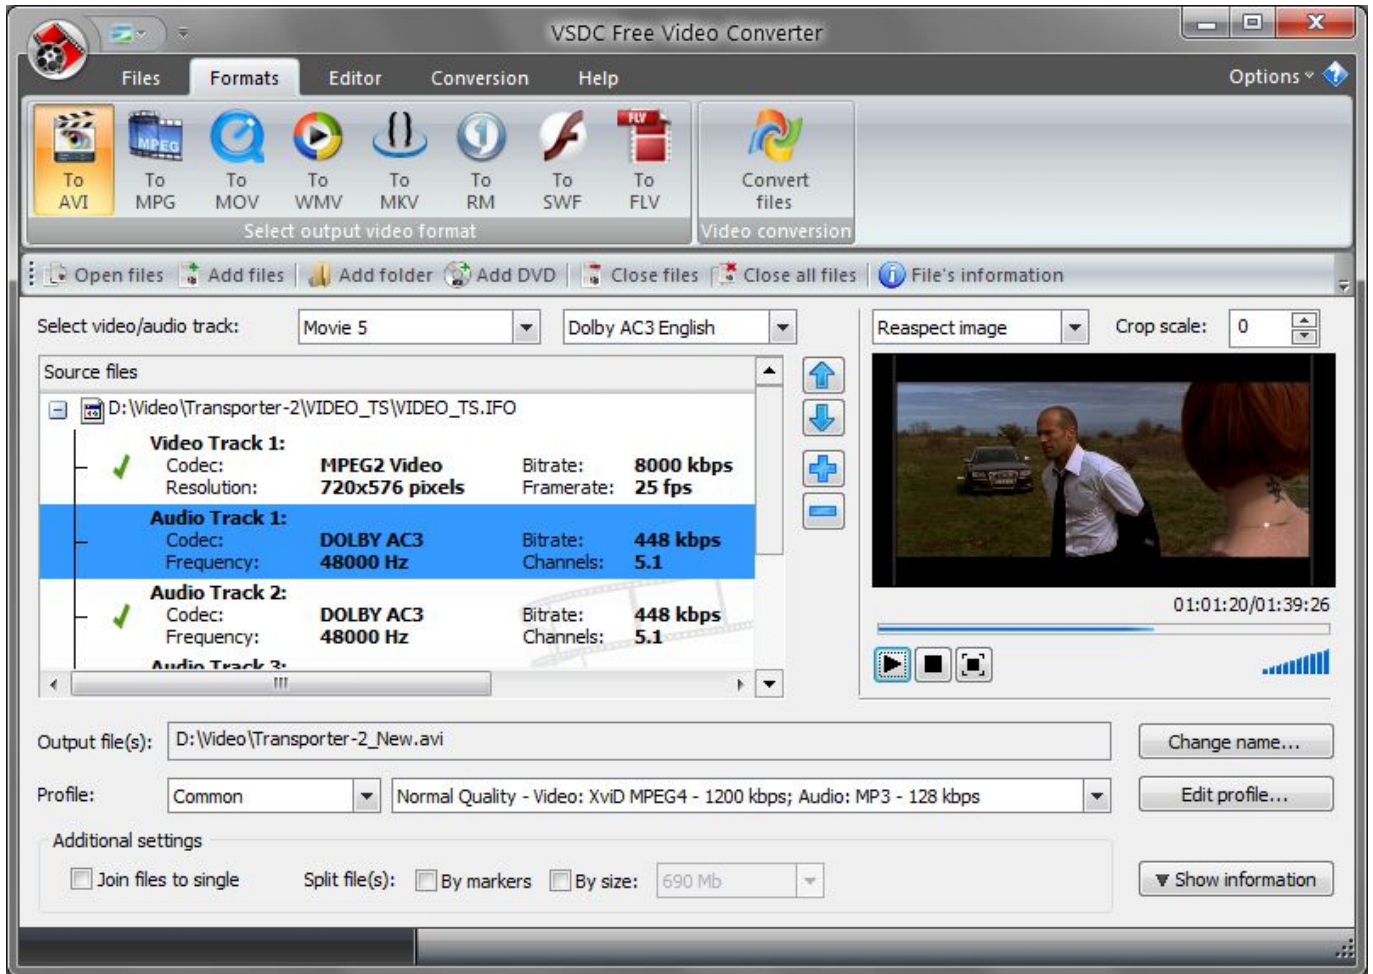 VSDC Free Video Converter
Files Formats Editor Conversion Help Options
MPEG FLV
To AVI To MPG To MOV To WMV To MKV To RM To SWF To FLV Convert files
Select output video format Video conversion
Open files Add files Add folder Add DVD Close files Close all files File's information
Select video/audio track: Movie 5 Dolby AC3 English Reaspect image Crop scale: 0
Source files
D:\Video\Transporter-2\VIDEO_TS\VIDEO_TS.IFO
Video Track 1:
Codec: MPEG2 Video Bitrate: 8000 kbps
Resolution: 720x576 pixels Framerate: 25 fps
Audio Track 1:
Codec: DOLBY AC3 Bitrate: 448 kbps
Frequency: 48000 Hz Channels: 5.1
Audio Track 2:
Codec: DOLBY AC3 Bitrate: 448 kbps
Frequency: 48000 Hz Channels: 5.1
Audio Track 3:
01:01:20/01:39:26
Output file(s): D:\Video\Transporter-2_New.avi Change name...
Profile: Common Normal Quality - Video: XviD MPEG4 - 1200 kbps; Audio: MP3 - 128 kbps Edit profile...
Additional settings
Join files to single Split file(s): By markers By size: 690 Mb Show information